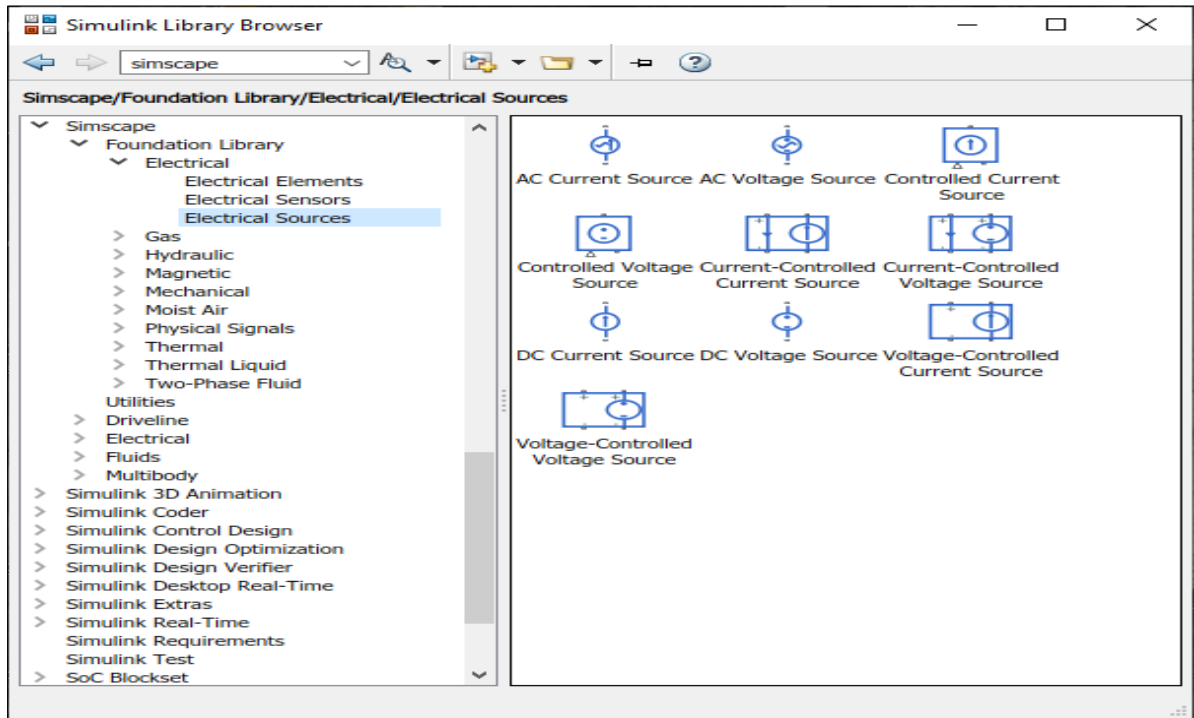 Simulink Library Browser
simscape
Simscape/Foundation Library/Electrical/Electrical Sources
Simscape
Foundation Library
Electrical
Electrical Elements
Electrical Sensors
Electrical Sources
Gas
Hydraulic
Magnetic
Mechanical
Moist Air
Physical Signals
Thermal
Thermal Liquid
Two-Phase Fluid
Utilities
Driveline
Electrical
Fluids
Multibody
Simulink 3D Animation
Simulink Coder
Simulink Control Design
Simulink Design Optimization
Simulink Design Verifier
Simulink Desktop Real-Time
Simulink Extras
Simulink Real-Time
Simulink Requirements
Simulink Test
SoC Blockset
AC Current Source
AC Voltage Source
Controlled Current
Source
Controlled Voltage
Source
Current-Controlled
Current Source
Current-Controlled
Voltage Source
DC Current Source
DC Voltage Source
Voltage-Controlled
Current Source
Voltage-Controlled
Voltage Source